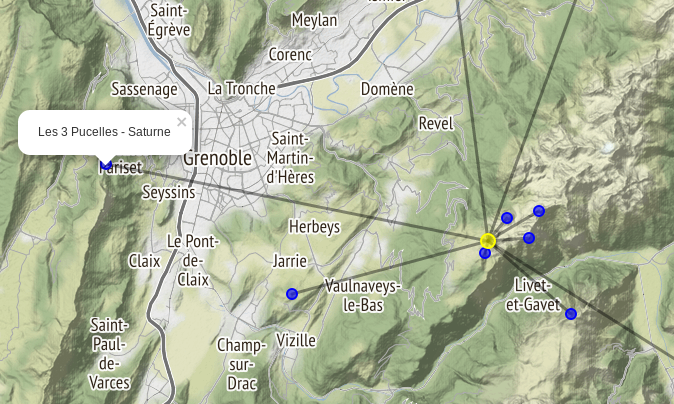 Saint-
Égrève
Meylan
Corenc
Sassenage
La Tronche
Domène
Revel
×
Les 3 Pucelles - Saturne
Saint-
Martin-
d'Hères
Grenoble
Pariset
Seyssins
Herbeys
Le Pont-
de-
Claix
Claix
Jarrie
Vaulnaveys-
le-Bas
Livet-
et-Gavet
Saint-
Paul-
de-
Varces
Champ-
sur-
Drac
Vizille